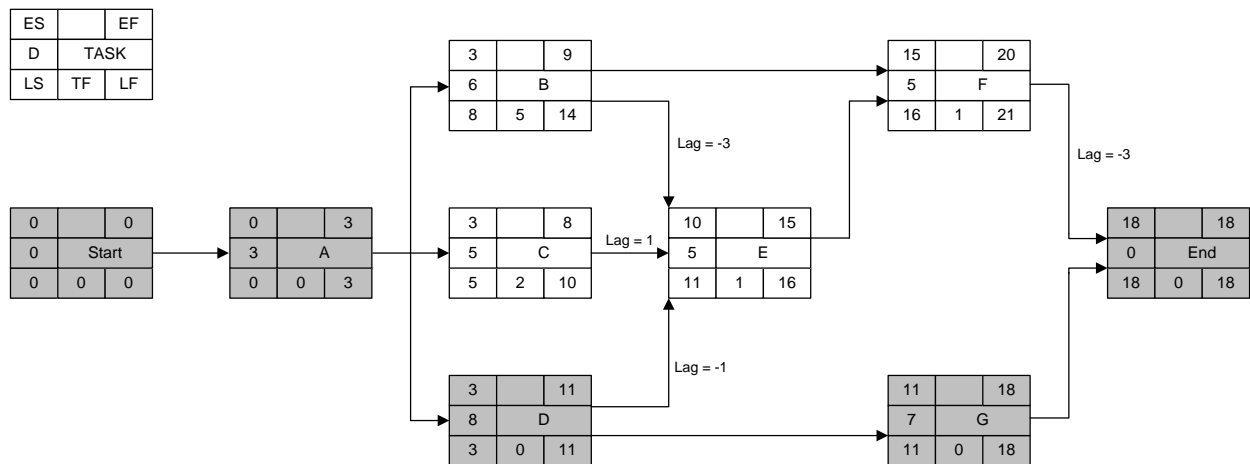 ES EF
D TASK
LS TF LF
3 9
6 B
8 5 14
15 20
5 F
16 1 21
Lag = -3
Lag = -3
0 0
0 Start
0 0 0
0 3
3 A
0 0 3
3 8
5 C
5 2 10
Lag = 1
10 15
5 E
11 1 16
18 18
0 End
18 0 18
Lag = -1
3 11
8 D
3 0 11
11 18
7 G
11 0 18